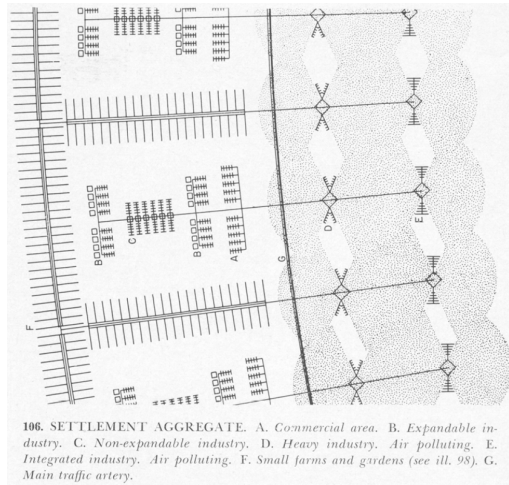 F
B
C
B
A
G
D
E
106. SETTLEMENT AGGREGATE. A. Commercial area. B. Expandable in-
dustry. C. Non-expandable industry. D. Heavy industry. Air polluting. E.
Integrated industry. Air polluting. F. Small farms and gardens (see ill. 98). G.
Main traffic artery.